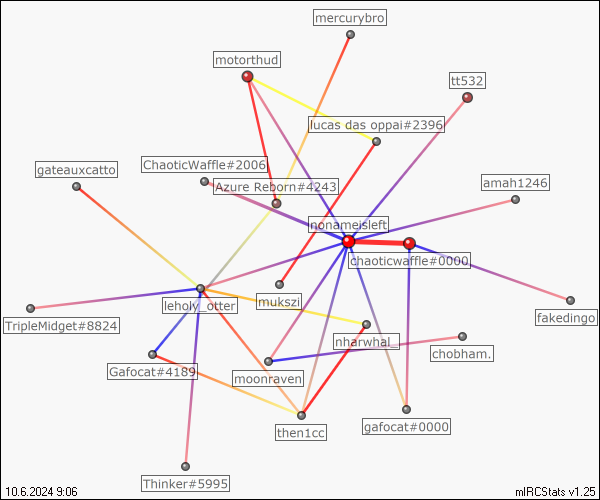 mercurybro
motorthud
tt532
lucas das oppai#2396
ChaoticWaffle#2006
gateauxcatto
Azure Reborn#4243
amah1246
nonameisleft
chaoticwaffle#0000
leholy_otter
mukszi
fakedingo
TripleMidget#8824
nharwhal_
chobham.
Gafocat#4189
moonraven
gafocat#0000
then1cc
Thinker#5995
10.6.2024 9:06
mIRCStats v1.25